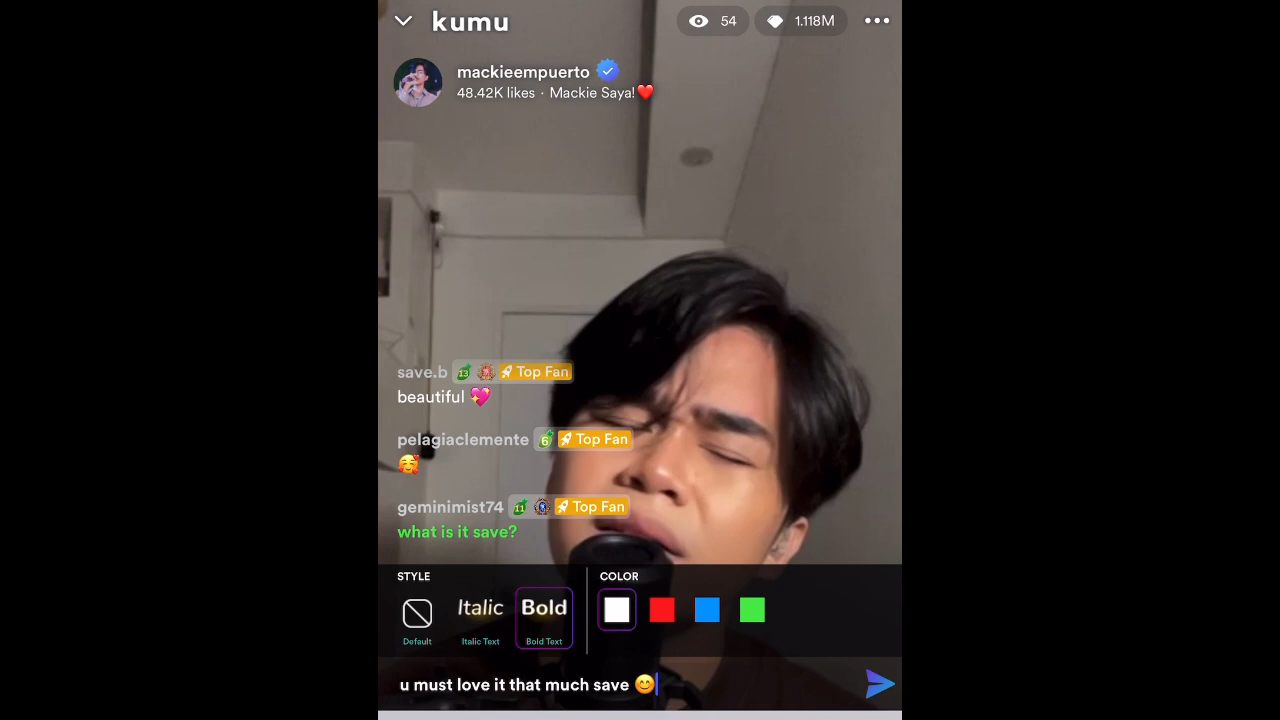 kumu
54
1.118M
mackieempuerto
48.42K likes · Mackie Saya!❤️
save.b 13 Top Fan
beautiful 💖
pelagiaclemente 6 Top Fan
🥰
geminimist74 11 Top Fan
what is it save?
STYLE
COLOR
Italic
Bold
Default
Italic Text
Bold Text
u must love it that much save 😊